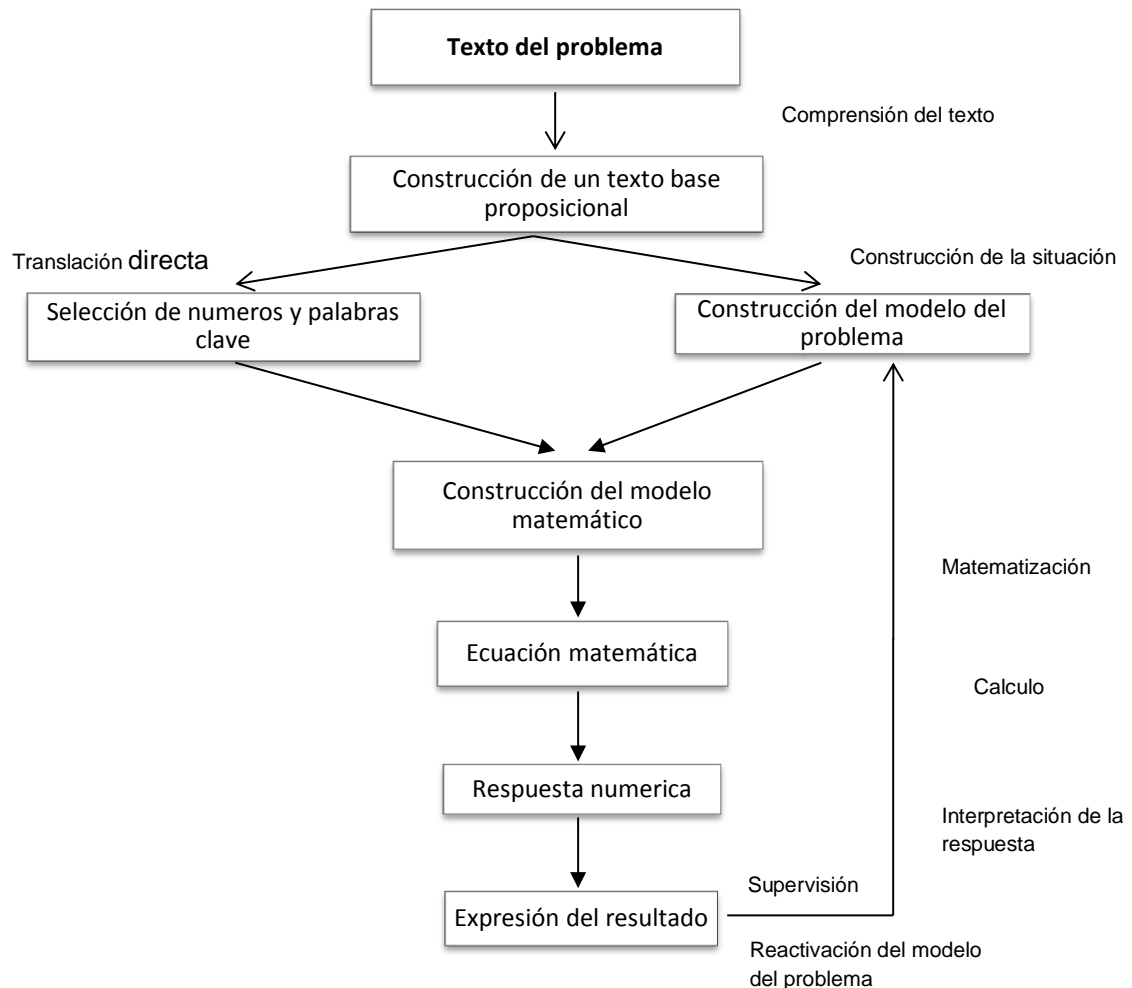 Texto del problema
Comprensión del texto
Construcción de un texto base
proposicional
Translación directa
Construcción de la situación
Selección de numeros y palabras
clave
Construcción del modelo del
problema
Construcción del modelo
matemático
Matematización
Ecuación matemática
Calculo
Respuesta numerica
Interpretación de la
respuesta
Supervisión
Expresión del resultado
Reactivación del modelo
del problema